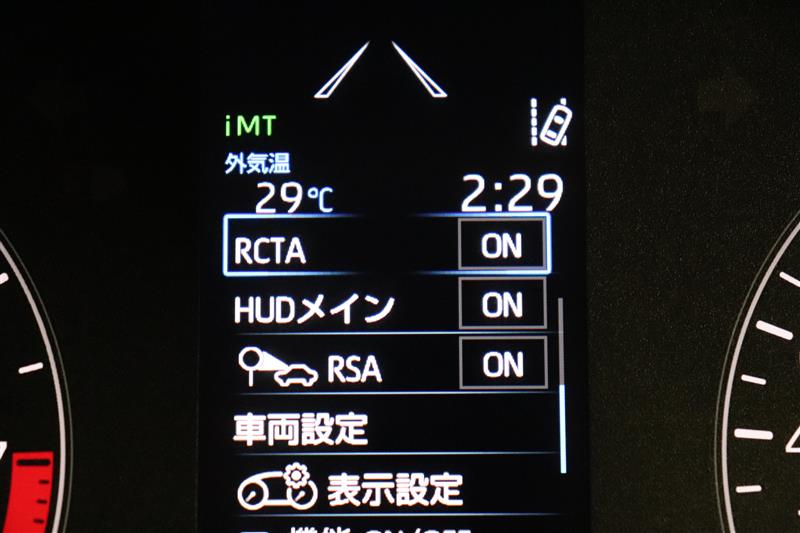 iMT
外気温
29℃ 2:29
RCTA ON
HUDメイン ON
RSA ON
車両設定
表示設定